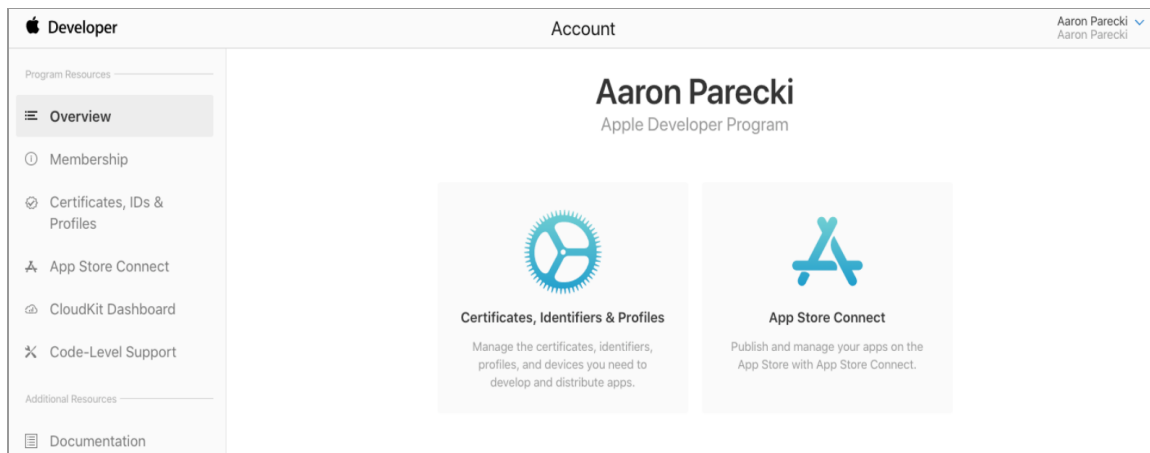 Developer
Account
Aaron Parecki
Aaron Parecki
Program Resources
Overview
Membership
Certificates, IDs &
Profiles
App Store Connect
CloudKit Dashboard
Code-Level Support
Additional Resources
Documentation
Aaron Parecki
Apple Developer Program
Certificates, Identifiers & Profiles
Manage the certificates, identifiers,
profiles, and devices you need to
develop and distribute apps.
App Store Connect
Publish and manage your apps on the
App Store with App Store Connect.